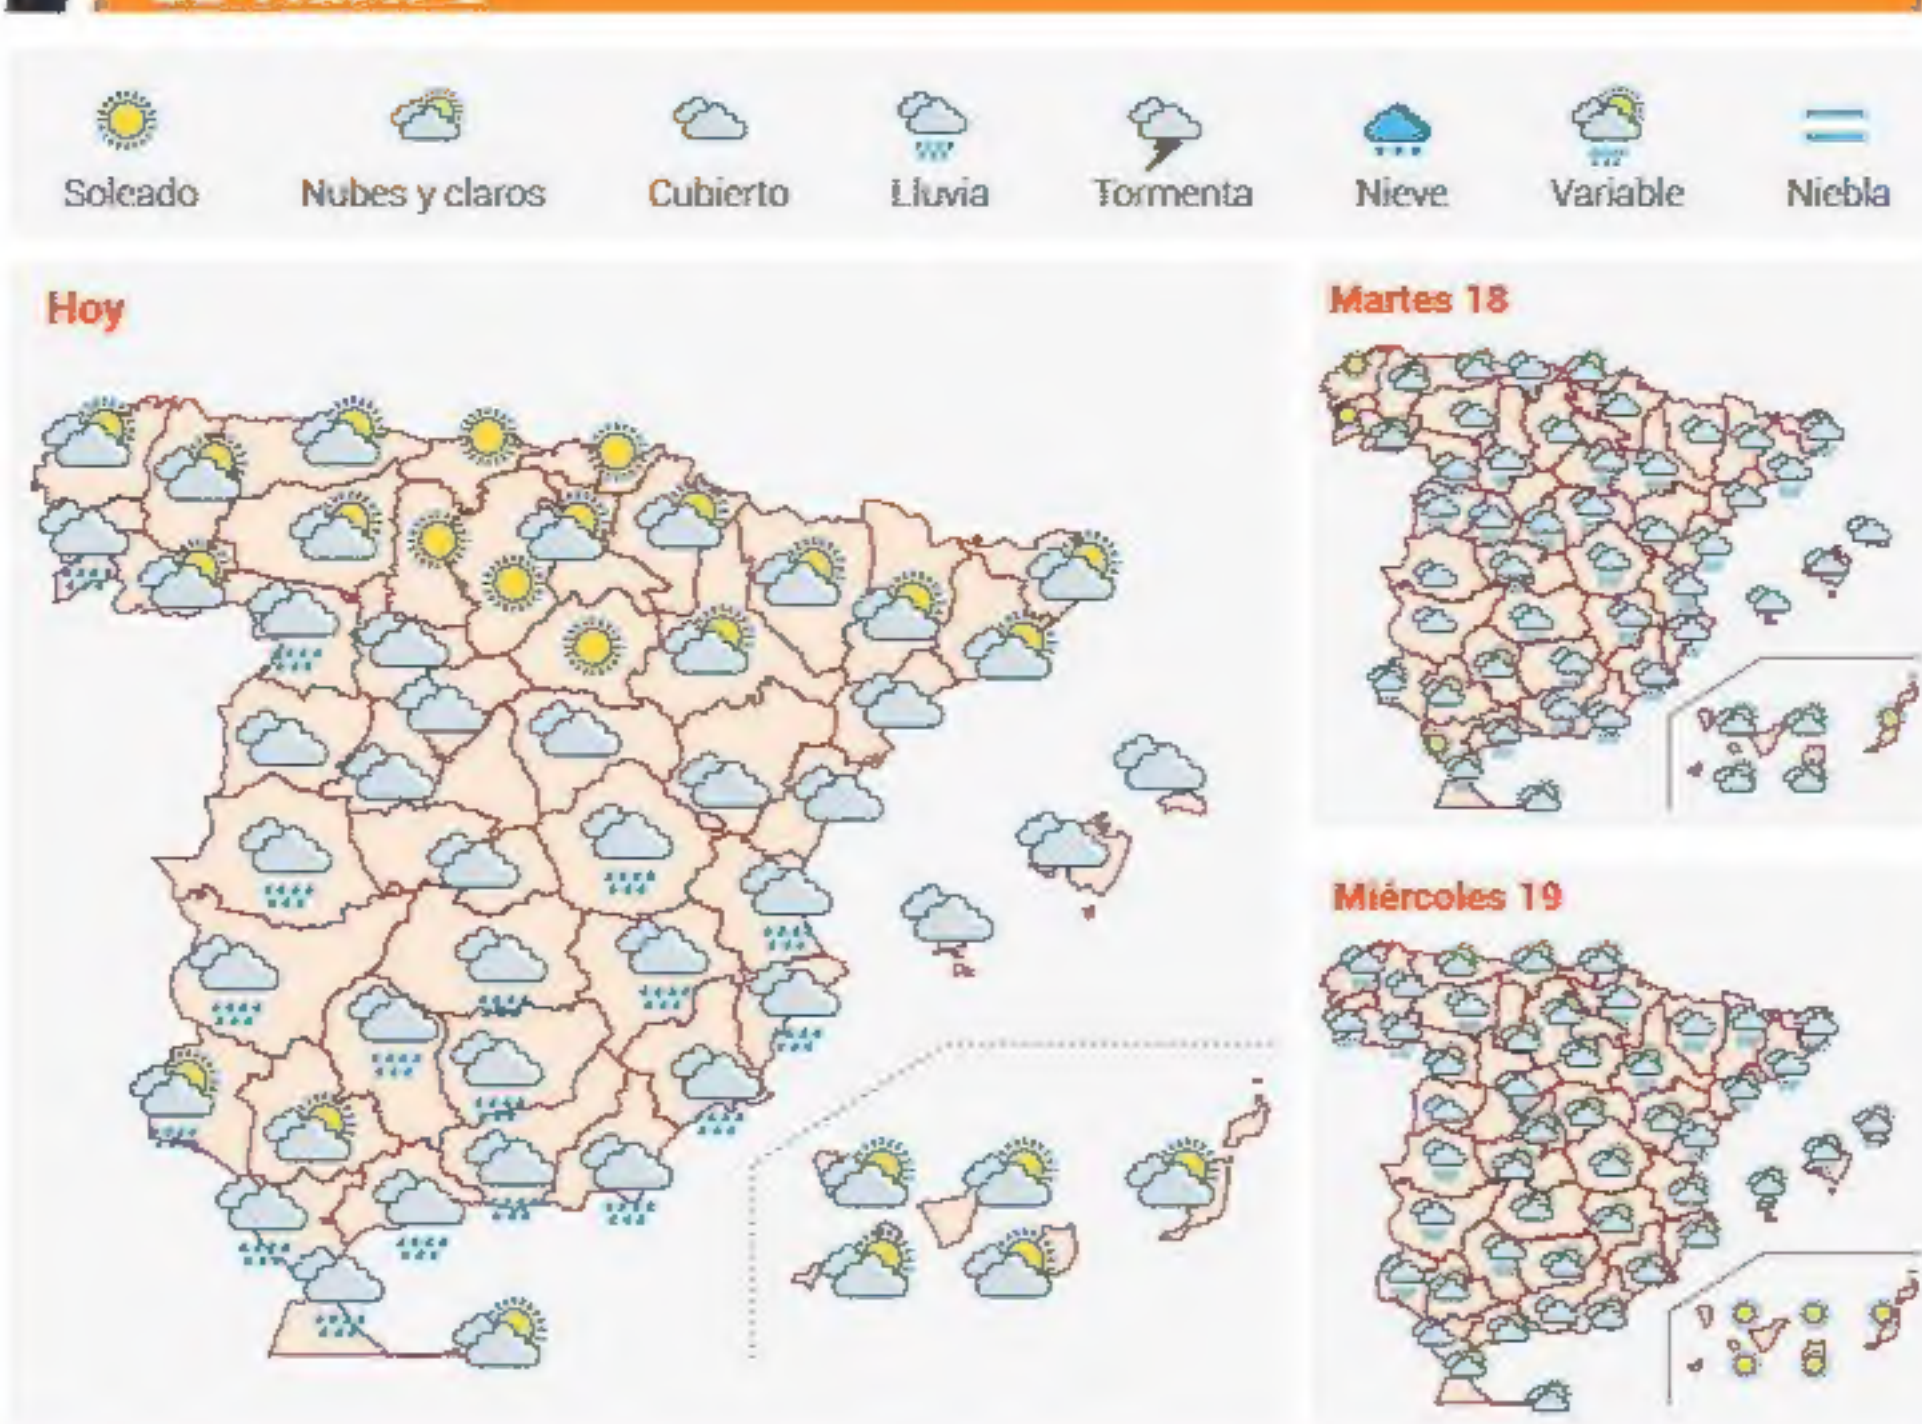 Soleado
Nubes y claros
Cubierto
Lluvia
Tormenta
Nieve
Variable
Niebla
Hoy
Martes 18
Miércoles 19